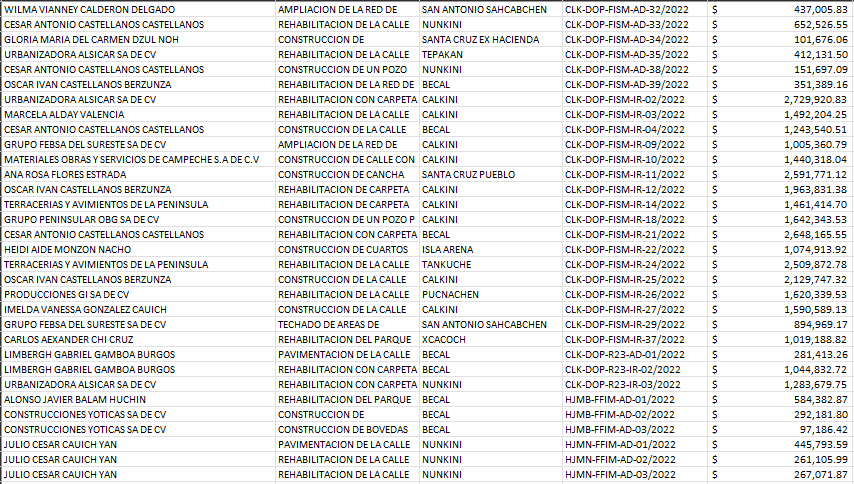 WILMA VIANNEY CALDERON DELGADO AMPLIACION DE LA RED DE SAN ANTONIO SAHCABCHEN CLK-DOP-FISM-AD-32/2022 $ 437,005.83
CESAR ANTONIO CASTELLANOS CASTELLANOS REHABILITACION DE LA CALLE NUNKINI CLK-DOP-FISM-AD-33/2022 $ 652,526.55
GLORIA MARIA DEL CARMEN DZUL NOH CONSTRUCCION DE SANTA CRUZ EX HACIENDA CLK-DOP-FISM-AD-34/2022 $ 101,676.06
URBANIZADORA ALSICAR SA DE CV REHABILITACION DE LA CALLE TEPAKAN CLK-DOP-FISM-AD-35/2022 $ 412,131.50
CESAR ANTONIO CASTELLANOS CASTELLANOS CONSTRUCCION DE UN POZO NUNKINI CLK-DOP-FISM-AD-38/2022 $ 151,697.09
OSCAR IVAN CASTELLANOS BERZUNZA REHABILITACION DE LA RED DE BECAL CLK-DOP-FISM-AD-39/2022 $ 351,389.16
URBANIZADORA ALSICAR SA DE CV REHABILITACION CON CARPETA CALKINI CLK-DOP-FISM-IR-02/2022 $ 2,729,920.83
MARCELA ALDAY VALENCIA REHABILITACION DE LA CALLE CALKINI CLK-DOP-FISM-IR-03/2022 $ 1,492,204.25
CESAR ANTONIO CASTELLANOS CASTELLANOS CONSTRUCCION DE LA CALLE BECAL CLK-DOP-FISM-IR-04/2022 $ 1,243,540.51
GRUPO FEBSA DEL SURESTE SA DE CV AMPLIACION DE LA RED DE CALKINI CLK-DOP-FISM-IR-09/2022 $ 1,005,360.79
MATERIALES OBRAS Y SERVICIOS DE CAMPECHE S.A DE C.V CONSTRUCCION DE CALLE CON CALKINI CLK-DOP-FISM-IR-10/2022 $ 1,440,318.04
ANA ROSA FLORES ESTRADA CONSTRUCCION DE CANCHA SANTA CRUZ PUEBLO CLK-DOP-FISM-IR-11/2022 $ 2,591,771.12
OSCAR IVAN CASTELLANOS BERZUNZA REHABILITACION DE CARPETA CALKINI CLK-DOP-FISM-IR-12/2022 $ 1,963,831.38
TERRACERIAS Y AVIMIENTOS DE LA PENINSULA REHABILITACION DE CARPETA CALKINI CLK-DOP-FISM-IR-14/2022 $ 1,461,414.70
GRUPO PENINSULAR OBG SA DE CV CONSTRUCCION DE UN POZO P CALKINI CLK-DOP-FISM-IR-18/2022 $ 1,642,343.53
CESAR ANTONIO CASTELLANOS CASTELLANOS REHABILITACION CON CARPETA BECAL CLK-DOP-FISM-IR-21/2022 $ 2,648,165.55
HEIDI AIDE MONZON NACHO CONSTRUCCION DE CUARTOS ISLA ARENA CLK-DOP-FISM-IR-22/2022 $ 1,074,913.92
TERRACERIAS Y AVIMIENTOS DE LA PENINSULA REHABILITACION DE LA CALLE TANKUCHE CLK-DOP-FISM-IR-24/2022 $ 2,509,872.78
OSCAR IVAN CASTELLANOS BERZUNZA CONSTRUCCION DE LA CALLE CALKINI CLK-DOP-FISM-IR-25/2022 $ 2,129,747.32
PRODUCCIONES GI SA DE CV REHABILITACION DE LA CALLE PUCNACHEN CLK-DOP-FISM-IR-26/2022 $ 1,620,339.53
IMELDA VANESSA GONZALEZ CAUICH REHABILITACION DE LA CALLE CALKINI CLK-DOP-FISM-IR-27/2022 $ 1,590,589.13
GRUPO FEBSA DEL SURESTE SA DE CV TECHADO DE AREAS DE SAN ANTONIO SAHCABCHEN CLK-DOP-FISM-IR-29/2022 $ 894,969.17
CARLOS AEXANDER CHI CRUZ REHABILITACION DEL PARQUE XCACOCH CLK-DOP-FISM-IR-37/2022 $ 1,019,188.82
LIMBERGH GABRIEL GAMBOA BURGOS PAVIMENTACION DE LA CALLE BECAL CLK-DOP-R23-AD-01/2022 $ 281,413.26
LIMBERGH GABRIEL GAMBOA BURGOS REHABILITACION CON CARPETA BECAL CLK-DOP-R23-IR-02/2022 $ 1,044,832.72
URBANIZADORA ALSICAR SA DE CV REHABILITACION CON CARPETA NUNKINI CLK-DOP-R23-IR-03/2022 $ 1,283,679.75
ALONSO JAVIER BALAM HUCHIN REHABILITACION DEL PARQUE BECAL HJMB-FFIM-AD-01/2022 $ 584,382.87
CONSTRUCCIONES YOTICAS SA DE CV CONSTRUCCION DE BECAL HJMB-FFIM-AD-02/2022 $ 292,181.80
CONSTRUCCIONES YOTICAS SA DE CV CONSTRUCCION DE BOVEDAS BECAL HJMB-FFIM-AD-03/2022 $ 97,186.42
JULIO CESAR CAUICH YAN PAVIMENTACION DE LA CALLE NUNKINI HJMN-FFIM-AD-01/2022 $ 445,793.59
JULIO CESAR CAUICH YAN REHABILITACION DE LA CALLE NUNKINI HJMN-FFIM-AD-02/2022 $ 261,105.99
JULIO CESAR CAUICH YAN REHABILITACION DE LA CALLE NUNKINI HJMN-FFIM-AD-03/2022 $ 267,071.87